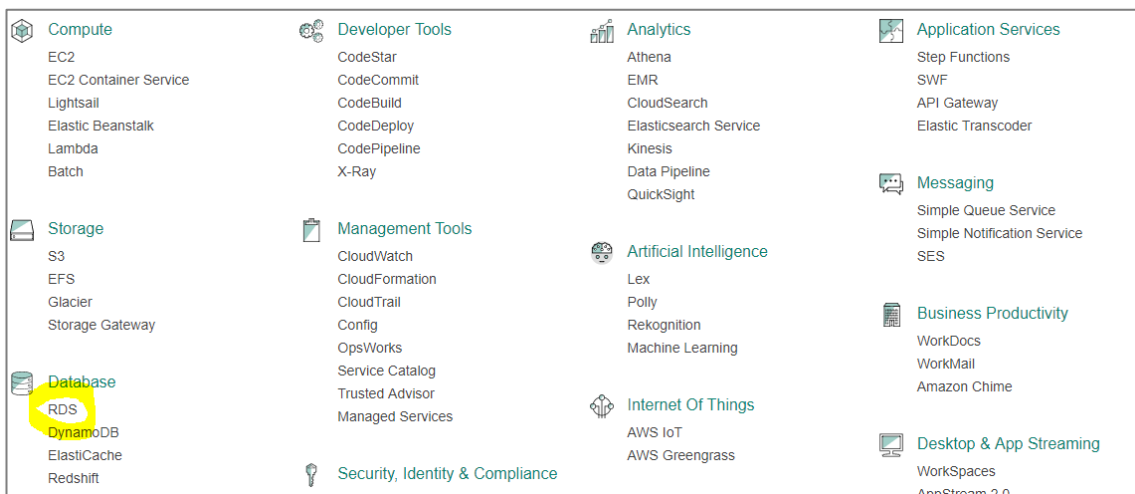 Compute
EC2
EC2 Container Service
Lightsail
Elastic Beanstalk
Lambda
Batch
Storage
S3
EFS
Glacier
Storage Gateway
Database
RDS
DynamoDB
ElastiCache
Redshift
Developer Tools
CodeStar
CodeCommit
CodeBuild
CodeDeploy
CodePipeline
X-Ray
Management Tools
CloudWatch
CloudFormation
CloudTrail
Config
OpsWorks
Service Catalog
Trusted Advisor
Managed Services
Security, Identity & Compliance
Analytics
Athena
EMR
CloudSearch
Elasticsearch Service
Kinesis
Data Pipeline
QuickSight
Artificial Intelligence
Lex
Polly
Rekognition
Machine Learning
Internet Of Things
AWS IoT
AWS Greengrass
Application Services
Step Functions
SWF
API Gateway
Elastic Transcoder
Messaging
Simple Queue Service
Simple Notification Service
SES
Business Productivity
WorkDocs
WorkMail
Amazon Chime
Desktop & App Streaming
WorkSpaces
AppStream 2.0